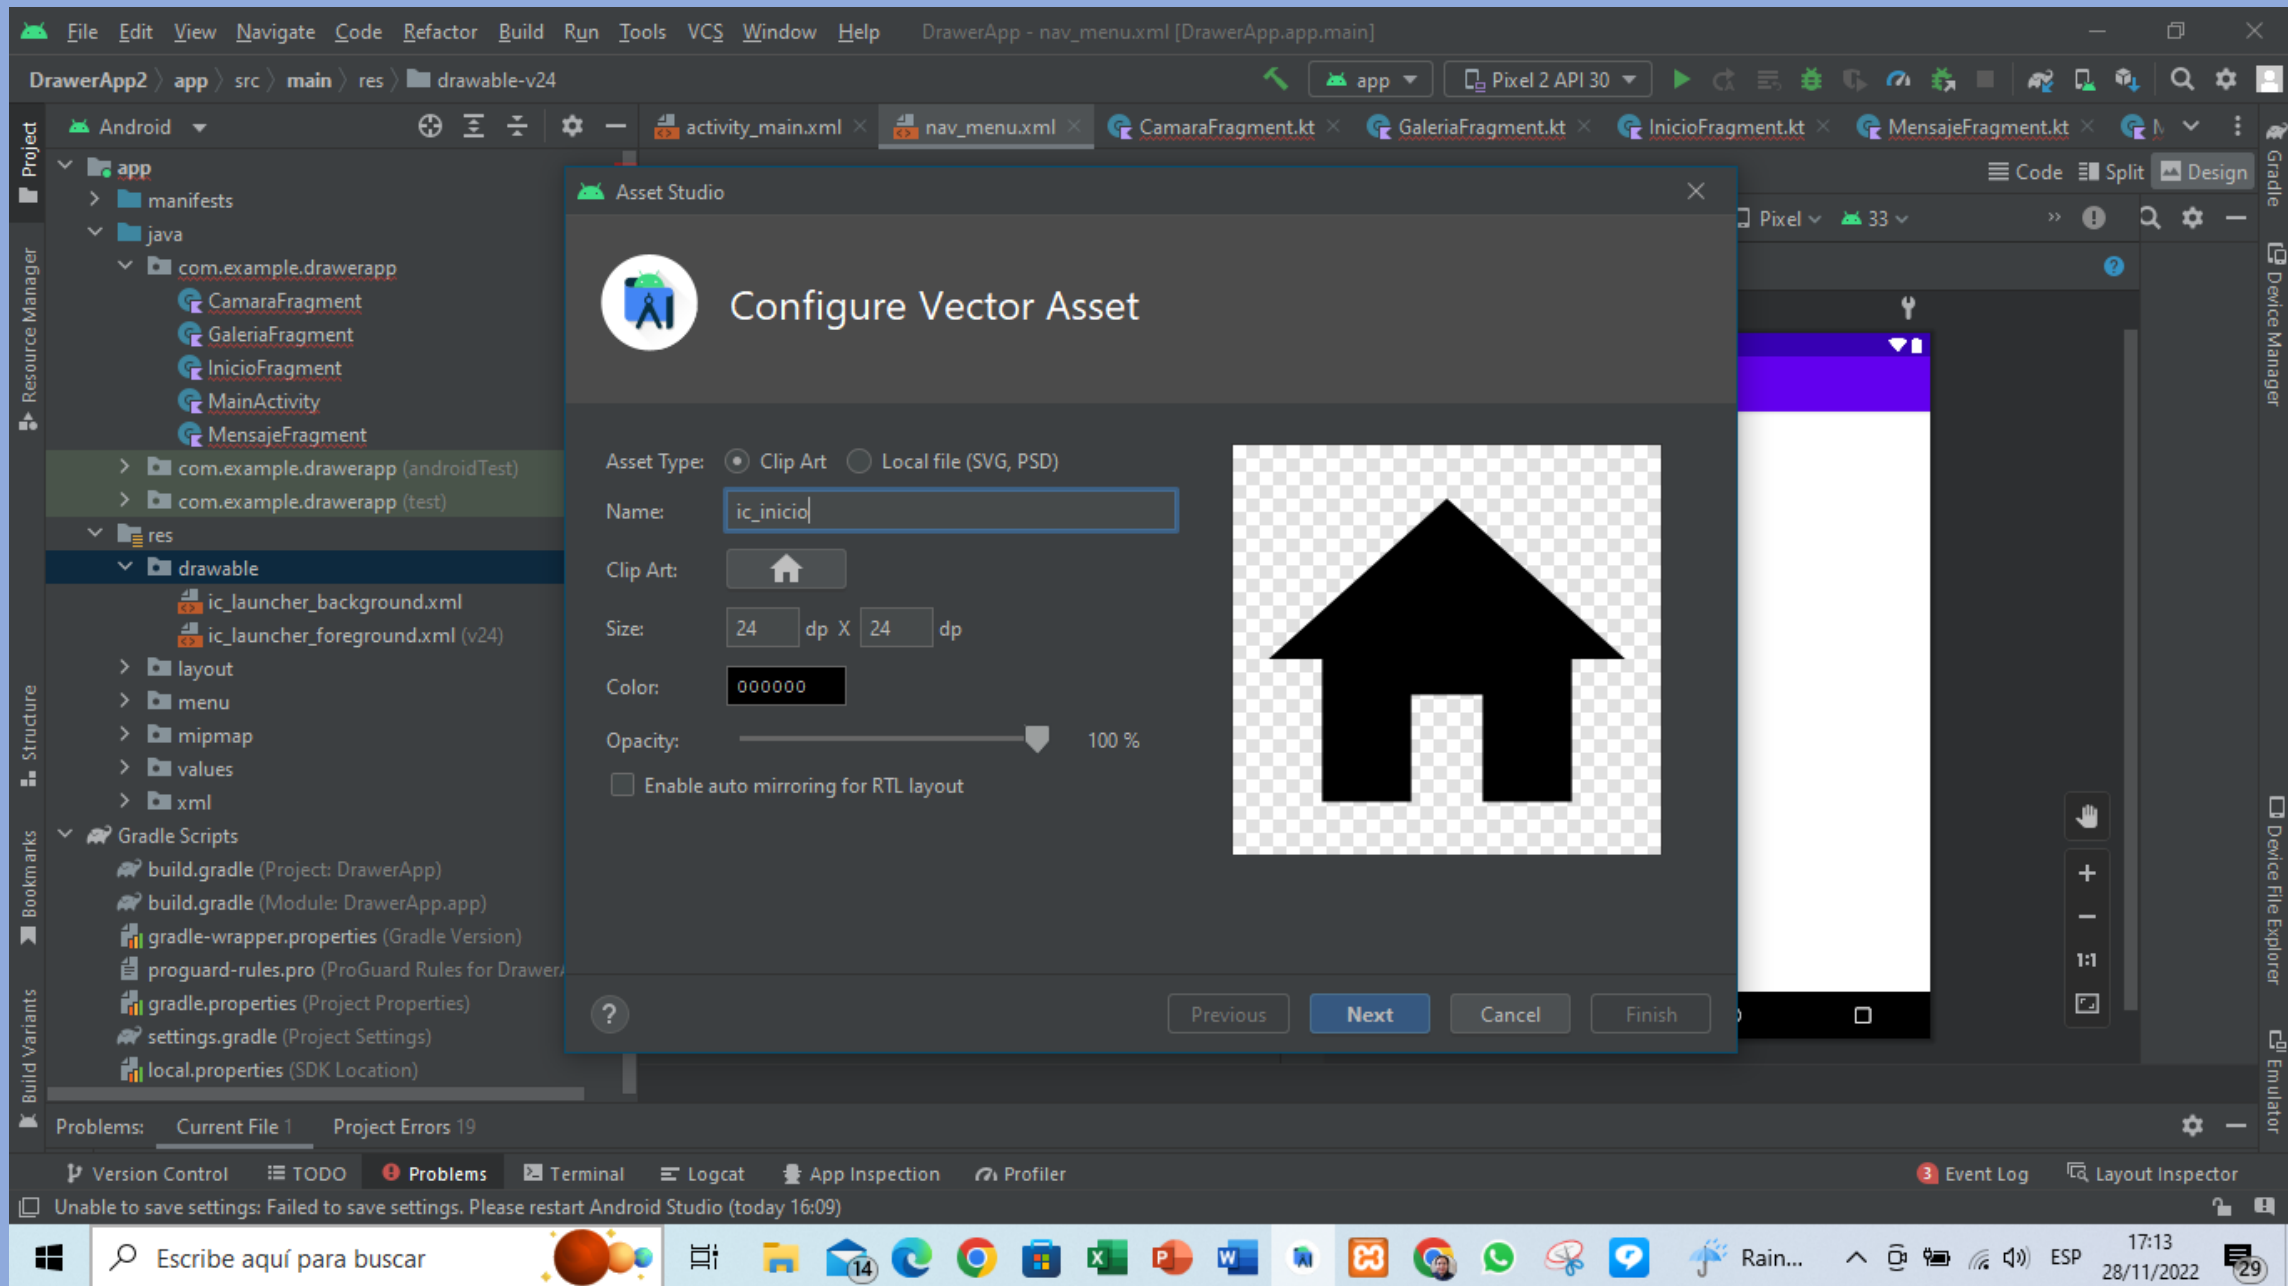 File Edit View Navigate Code Refactor Build Run Tools VCS Window Help DrawerApp - nav_menu.xml [DrawerApp.app.main]
DrawerApp2 app src main res drawable-v24 app Pixel 2 API 30
Android activity_main.xml nav_menu.xml CamaraFragment.kt GaleriaFragment.kt InicioFragment.kt MensajeFragment.kt
Code Split Design
Pixel 33
Project
Resource Manager
Structure
Bookmarks
Build Variants
app
manifests
java
com.example.drawerapp
CamaraFragment
GaleriaFragment
InicioFragment
MainActivity
MensajeFragment
com.example.drawerapp (androidTest)
com.example.drawerapp (test)
res
drawable
ic_launcher_background.xml
ic_launcher_foreground.xml (v24)
layout
menu
mipmap
values
xml
Gradle Scripts
build.gradle (Project: DrawerApp)
build.gradle (Module: DrawerApp.app)
gradle-wrapper.properties (Gradle Version)
proguard-rules.pro (ProGuard Rules for Drawer
gradle.properties (Project Properties)
settings.gradle (Project Settings)
local.properties (SDK Location)
Asset Studio
Configure Vector Asset
Asset Type: Clip Art Local file (SVG, PSD)
Name: ic_inicio
Clip Art:
Size: 24 dp X 24 dp
Color: 000000
Opacity: 100 %
Enable auto mirroring for RTL layout
? Previous Next Cancel Finish
1:1
Gradle
Device Manager
Device File Explorer
Emulator
Problems: Current File 1 Project Errors 19
Version Control TODO Problems Terminal Logcat App Inspection Profiler 3 Event Log Layout Inspector
Unable to save settings: Failed to save settings. Please restart Android Studio (today 16:09)
Escribe aquí para buscar 14 Rain... ESP 17:13
28/11/2022 29